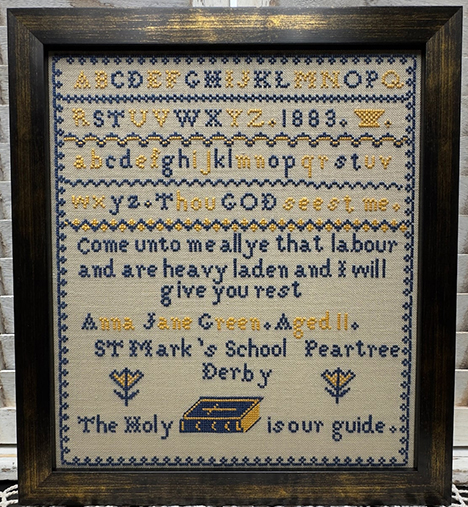 ABCDEFGHIJKLMNOPQ
RSTUVWXYZ. 1883.
abcdefghijklmnopqrstuv
wxyz. Thou GOD seest me.
Come unto me all ye that labour
and are heavy laden and I will
give you rest
Anna Jane Green. Aged 11.
ST Mark's School Peartree
Derby
The Holy is our guide.